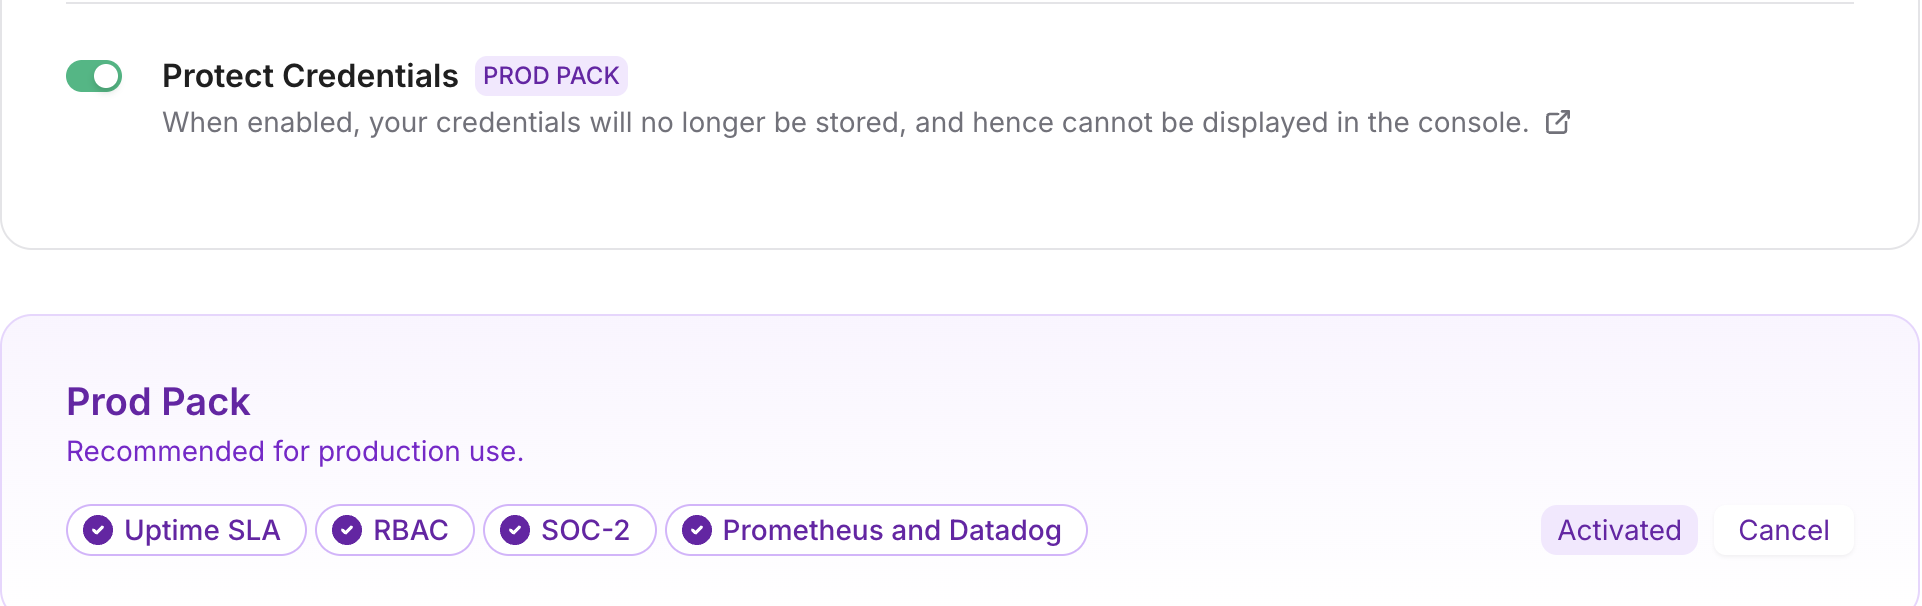 Protect Credentials PROD PACK
When enabled, your credentials will no longer be stored, and hence cannot be displayed in the console.
Prod Pack
Recommended for production use.
Uptime SLA RBAC SOC-2 Prometheus and Datadog Activated Cancel